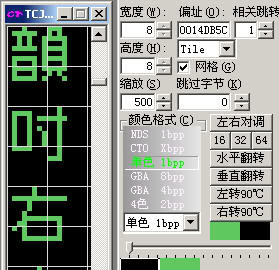 TCJ
韻
吋
右
宽度(W): 偏址(O): 相关跳转
8 0014DB5C 1
高度(H): Tile
8 网格(G)
缩放(S) 跳过字节(K)
500 0
颜色格式(C)
NDS 1bpp
CTO Xbpp
单色 1bpp
GBA 8bpp
GBA 4bpp
4色 2bpp
单色 1bpp
左右对调
16 32 64
水平翻转
垂直翻转
左转90℃
右转90℃